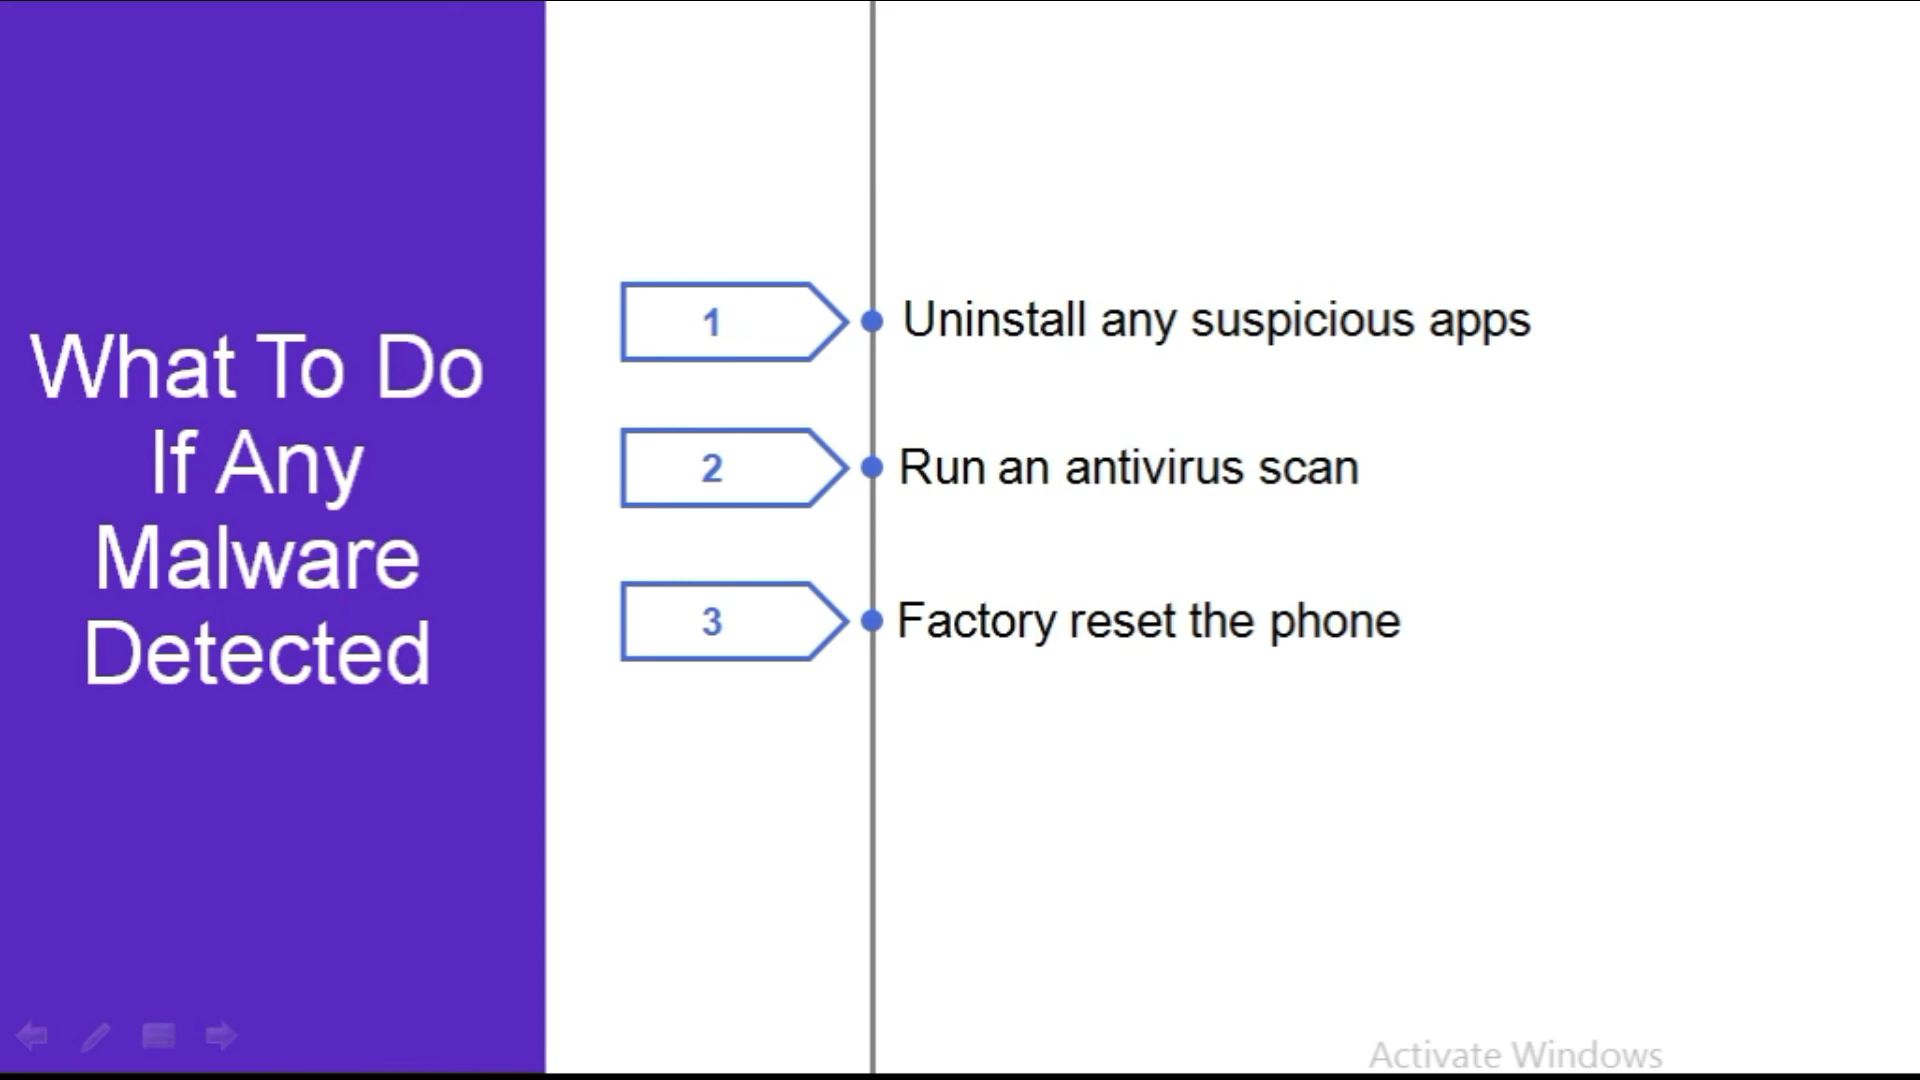 What To Do
If Any
Malware
Detected
1
Uninstall any suspicious apps
2
Run an antivirus scan
3
Factory reset the phone
Activate Windows